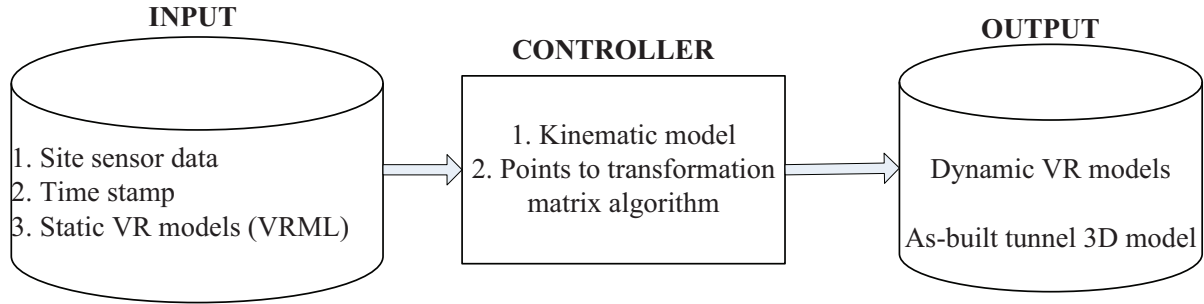 INPUT
1. Site sensor data
2. Time stamp
3. Static VR models (VRML)
CONTROLLER
1. Kinematic model
2. Points to transformation
matrix algorithm
OUTPUT
Dynamic VR models
As-built tunnel 3D model